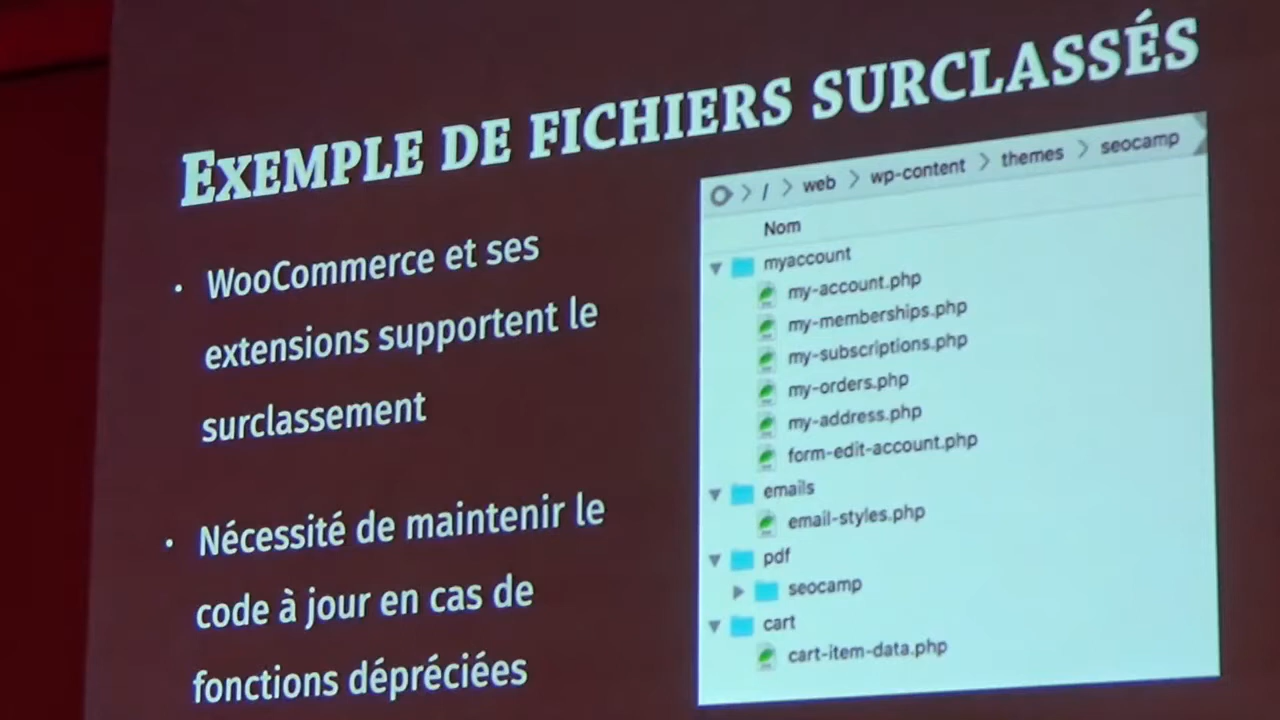 EXEMPLE DE FICHIERS SURCLASSÉS
· WooCommerce et ses
extensions supportent le
surclassement
· Nécessité de maintenir le
code à jour en cas de
fonctions dépréciées
> / > web > wp-content > themes > seocamp
Nom
myaccount
my-account.php
my-memberships.php
my-subscriptions.php
my-orders.php
my-address.php
form-edit-account.php
emails
email-styles.php
pdf
seocamp
cart
cart-item-data.php